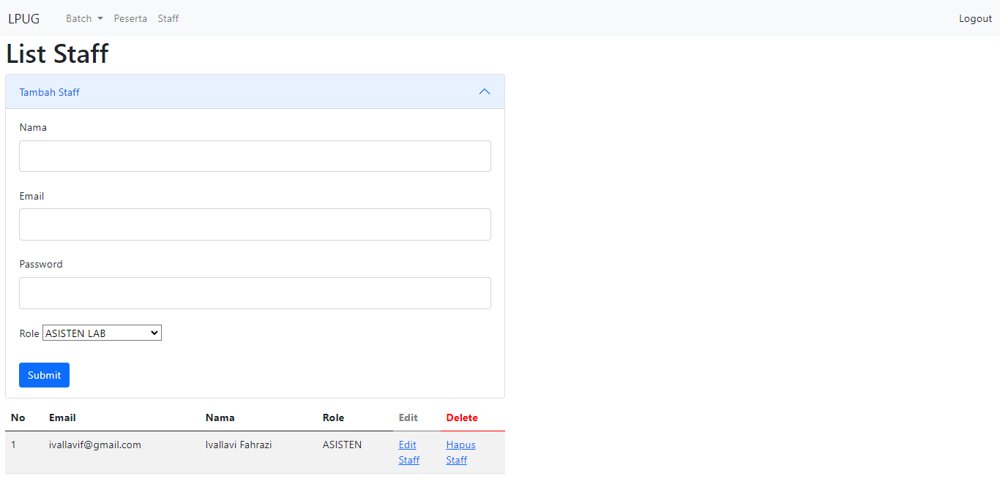 LPUG Batch Peserta Staff Logout
List Staff
Tambah Staff
Nama
Email
Password
Role ASISTEN LAB
Submit
No Email Nama Role Edit Delete
1 ivallavif@gmail.com Ivallavi Fahrazi ASISTEN Edit Hapus
Staff Staff